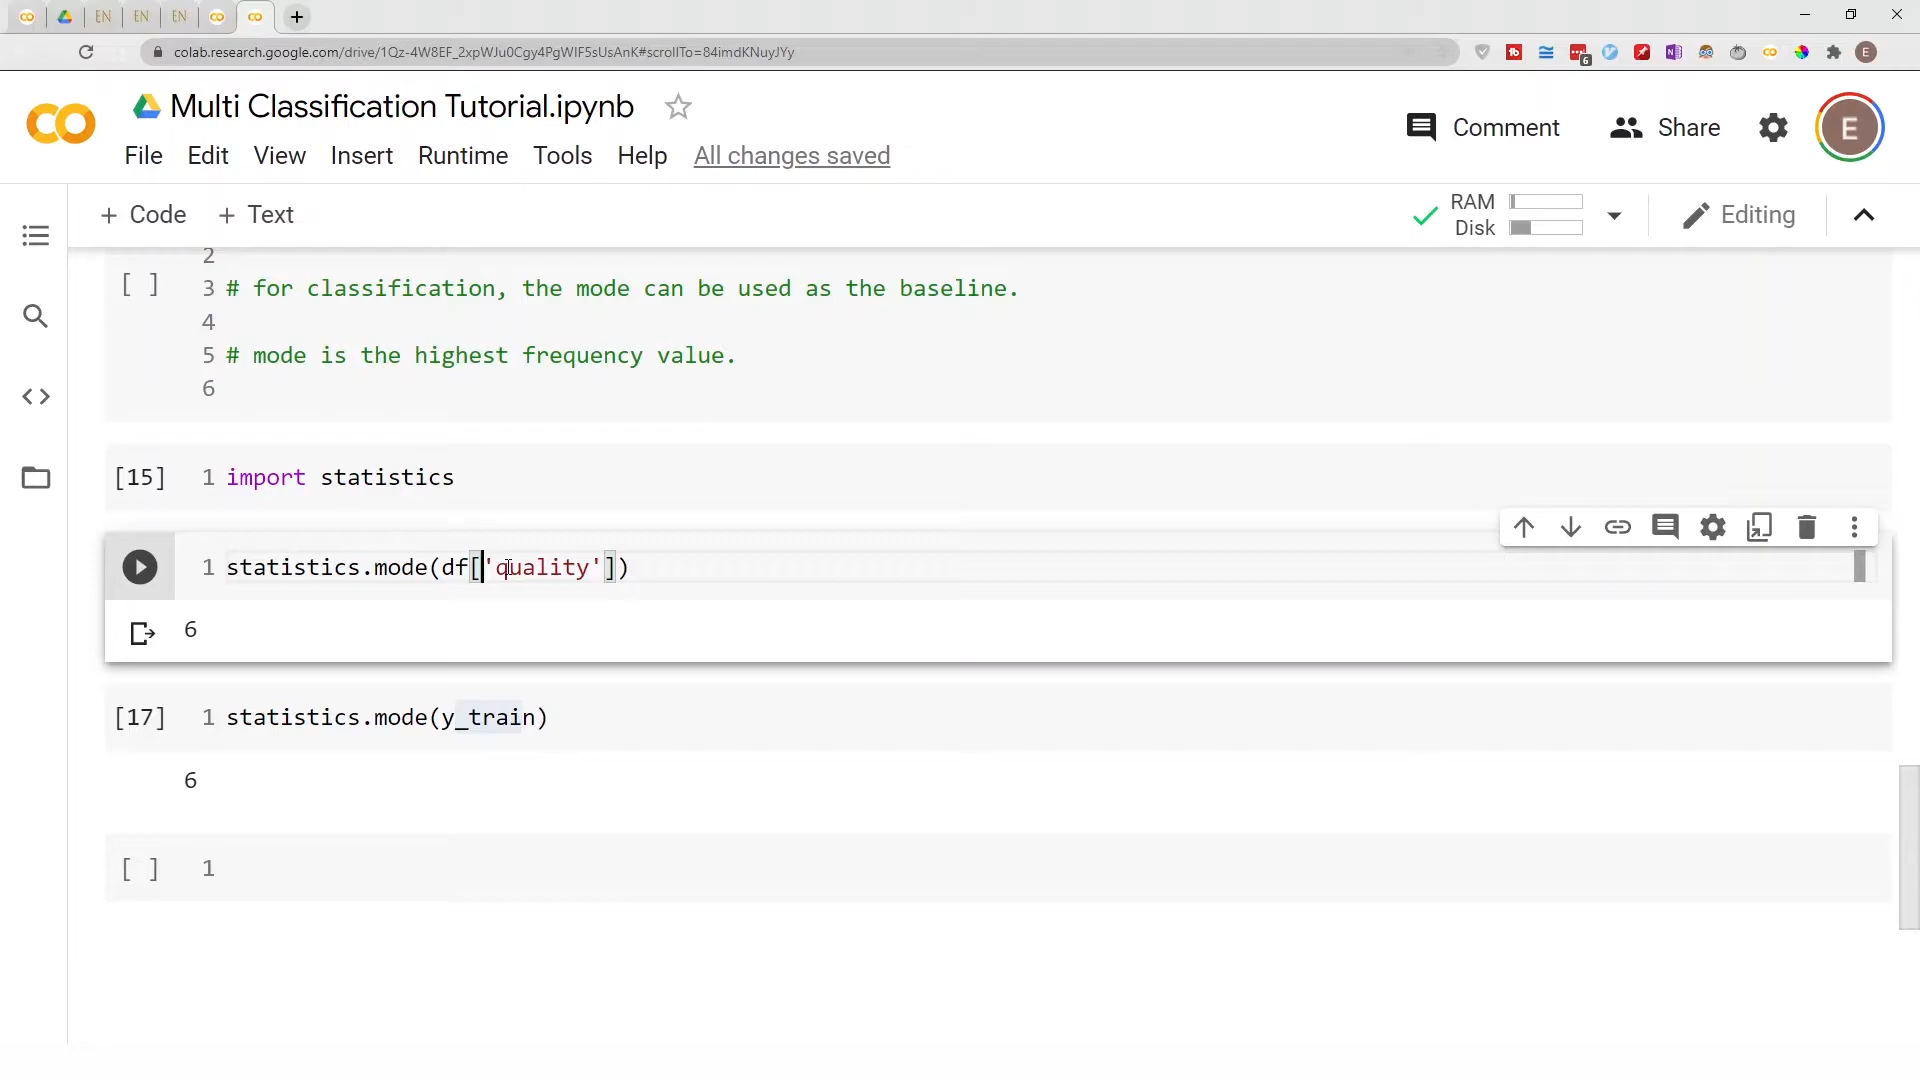 EN
EN
EN
colab.research.google.com/drive/1Qz-4W8EF_2xpWJu0Cgy4PgWIF5sUsAnK#scrollTo=84imdKNuyJYy
6
E
Multi Classification Tutorial.ipynb
Comment
Share
E
File Edit View Insert Runtime Tools Help All changes saved
+ Code + Text
RAM
Disk
Editing
2
[ ] 3 # for classification, the mode can be used as the baseline.
4
5 # mode is the highest frequency value.
6
[15] 1 import statistics
1 statistics.mode(df['quality'])
6
[17] 1 statistics.mode(y_train)
6
[ ] 1